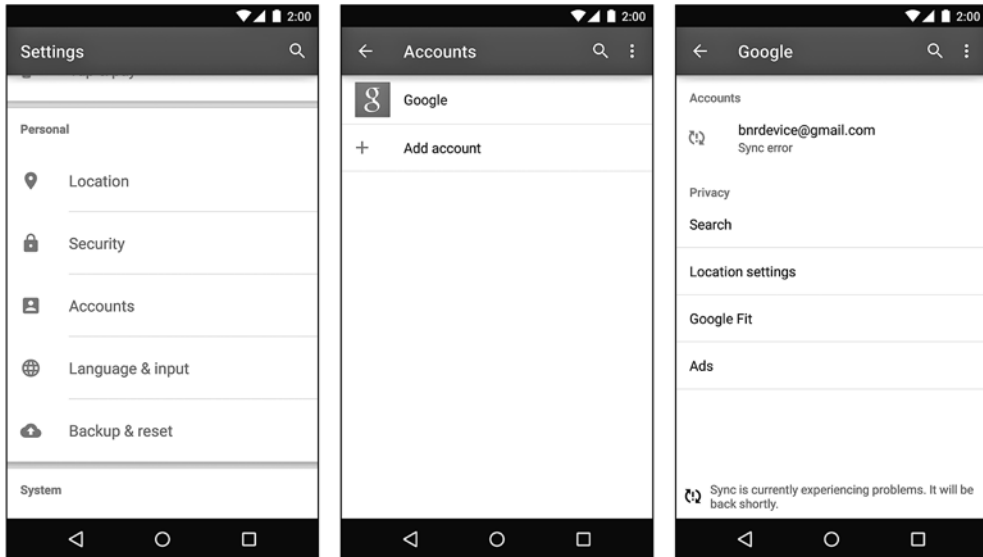 2:00
Settings
Personal
Location
Security
Accounts
Language & input
Backup & reset
System
2:00
Accounts
g
Google
Add account
2:00
Google
Accounts
bnrdevice@gmail.com
Sync error
Privacy
Search
Location settings
Google Fit
Ads
Sync is currently experiencing problems. It will be
back shortly.